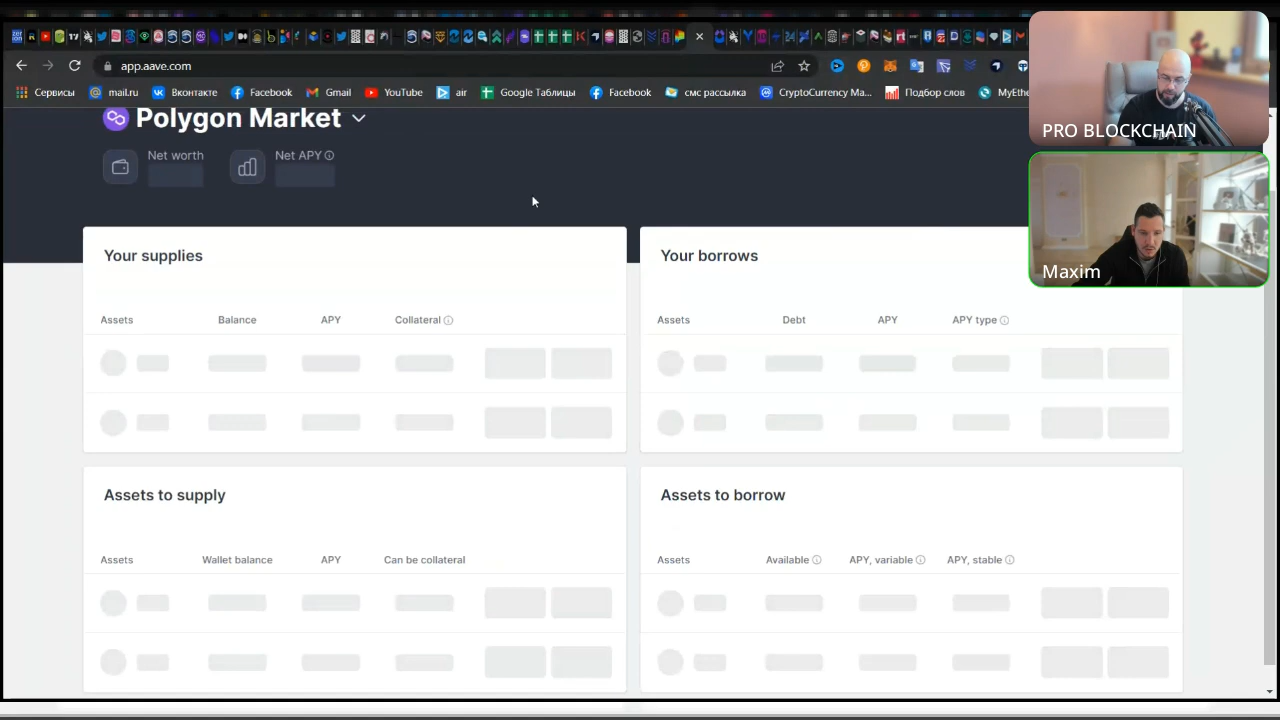 app.aave.com
Сервисы
mail.ru
Вконтакте
Facebook
Gmail
YouTube
ап
Google Таблицы
Facebook
смс рассылка
CryptoCurrency Ma...
Подбор слов
MyEthe
PRO BLOCKCHAIN
Maxim
Polygon Market
Net worth
Net APY
Your supplies
Assets
Balance
APY
Collateral
Your borrows
Assets
Debt
APY
APY type
Assets to supply
Assets
Wallet balance
APY
Can be collateral
Assets to borrow
Assets
Available
APY, variable
APY, stable